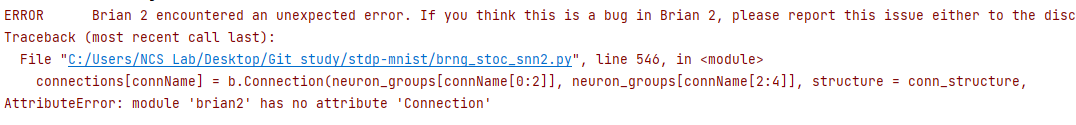 ERROR      Brian 2 encountered an unexpected error. If you think this is a bug in Brian 2, please report this issue either to the disc
Traceback (most recent call last):
  File "C:/Users/NCS Lab/Desktop/Git study/stdp-mnist/brnq_stoc_snn2.py", line 546, in <module>
    connections[connName] = b.Connection(neuron_groups[connName[0:2]], neuron_groups[connName[2:4]], structure = conn_structure,
AttributeError: module 'brian2' has no attribute 'Connection'